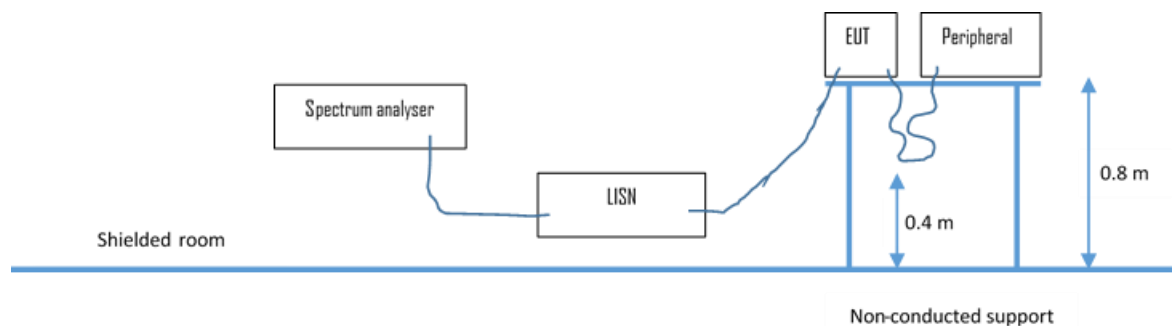 EUT
Peripheral
Spectrum analyser
0.8 m
LISN
0.4 m
Shielded room
Non-conducted support